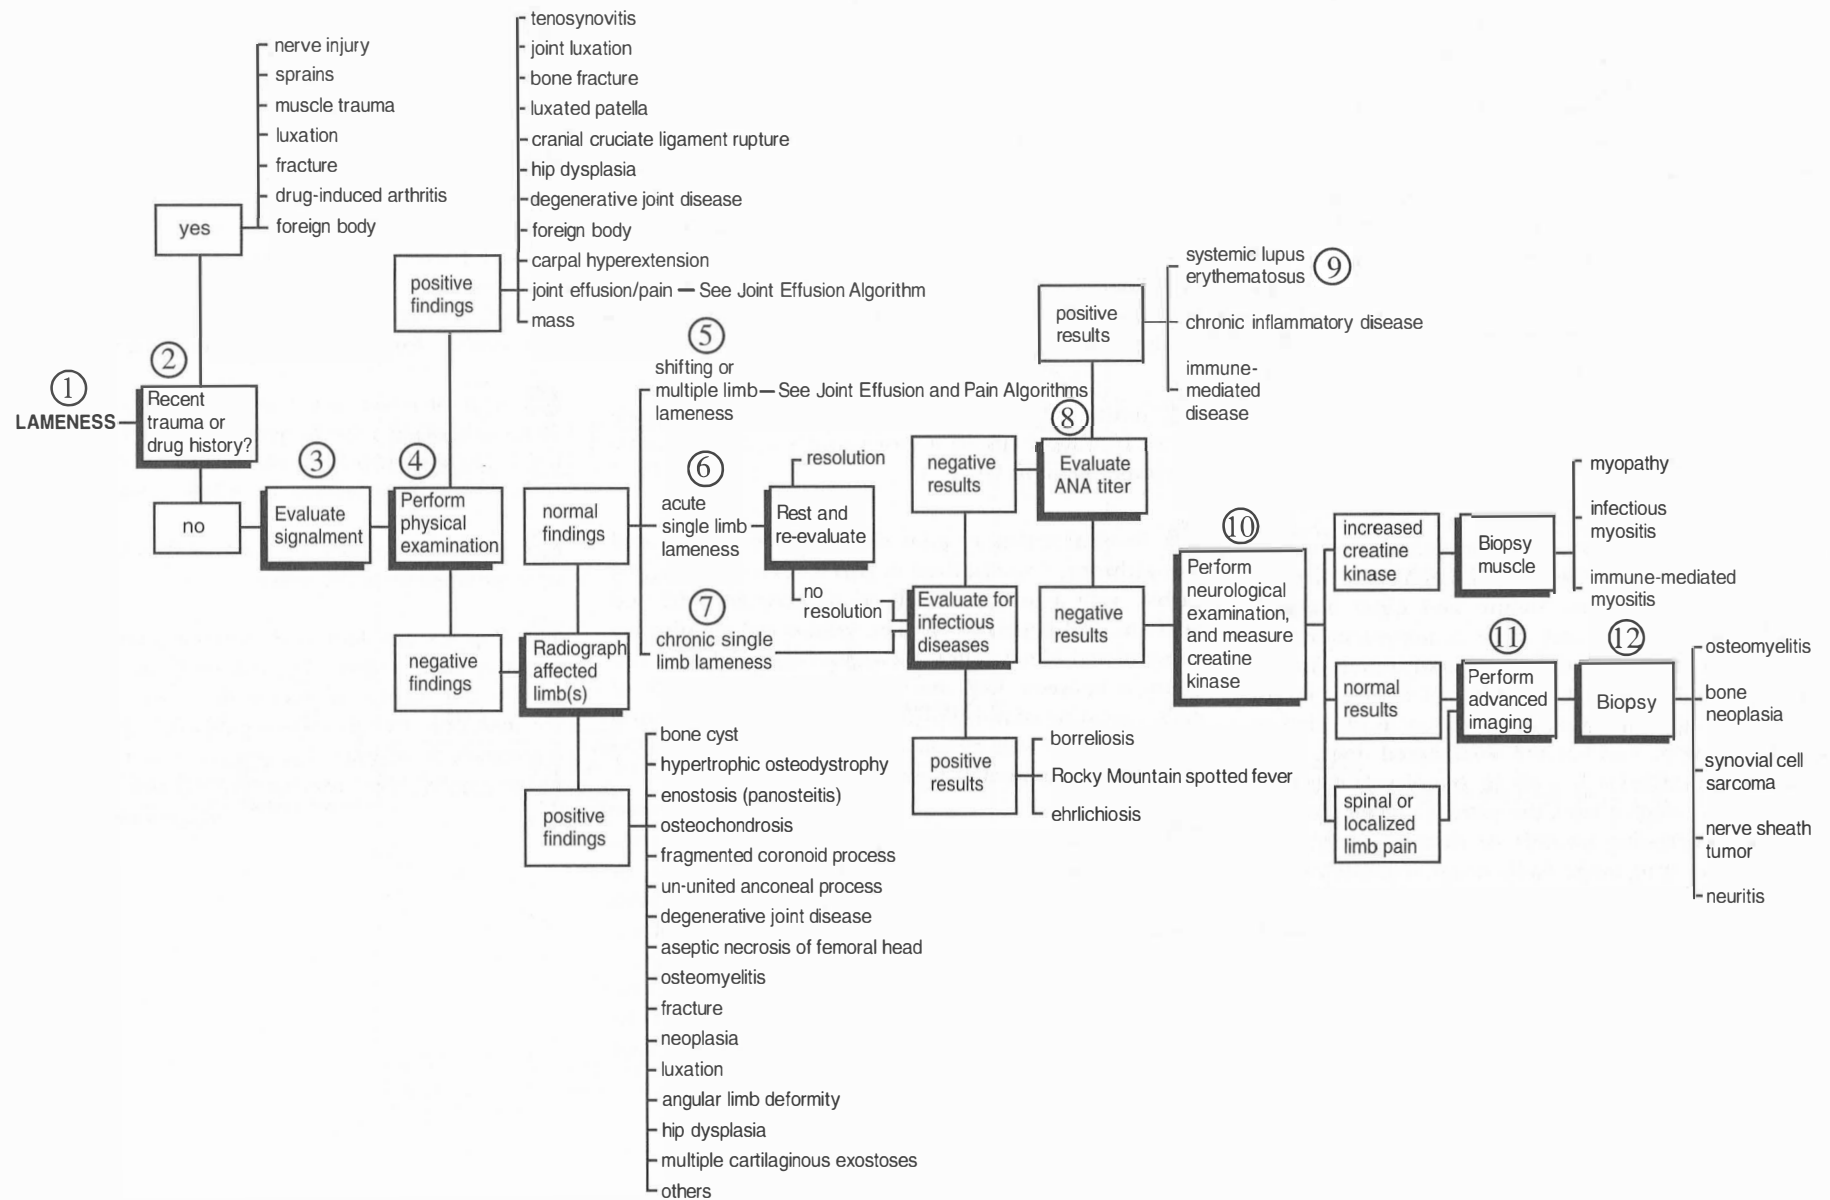 1
LAMENESS
2
Recent
trauma or
drug history?
yes
nerve injury
sprains
muscle trauma
luxation
fracture
drug-induced arthritis
foreign body
no
3
Evaluate
signalment
4
Perform
physical
examination
positive
findings
tenosynovitis
joint luxation
bone fracture
luxated patella
cranial cruciate ligament rupture
hip dysplasia
degenerative joint disease
foreign body
carpal hyperextension
joint effusion/pain — See Joint Effusion Algorithm
mass
negative
findings
Radiograph
affected
limb(s)
normal
findings
5
shifting or
multiple limb — See Joint Effusion and Pain Algorithms
lameness
6
acute
single limb
lameness
Rest and
re-evaluate
resolution
no
resolution
7
chronic single
limb lameness
positive
findings
bone cyst
hypertrophic osteodystrophy
enostosis (panosteitis)
osteochondrosis
fragmented coronoid process
un-united anconeal process
degenerative joint disease
aseptic necrosis of femoral head
osteomyelitis
fracture
neoplasia
luxation
angular limb deformity
hip dysplasia
multiple cartilaginous exostoses
others
Evaluate for
infectious
diseases
positive
results
borreliosis
Rocky Mountain spotted fever
ehrlichiosis
negative
results
8
Evaluate
ANA titer
positive
results
systemic lupus
erythematosus
9
chronic inflammatory disease
immune-
mediated
disease
negative
results
10
Perform
neurological
examination,
and measure
creatine
kinase
increased
creatine
kinase
Biopsy
muscle
myopathy
infectious
myositis
immune-mediated
myositis
normal
results
spinal or
localized
limb pain
11
Perform
advanced
imaging
12
Biopsy
osteomyelitis
bone
neoplasia
synovial cell
sarcoma
nerve sheath
tumor
neuritis